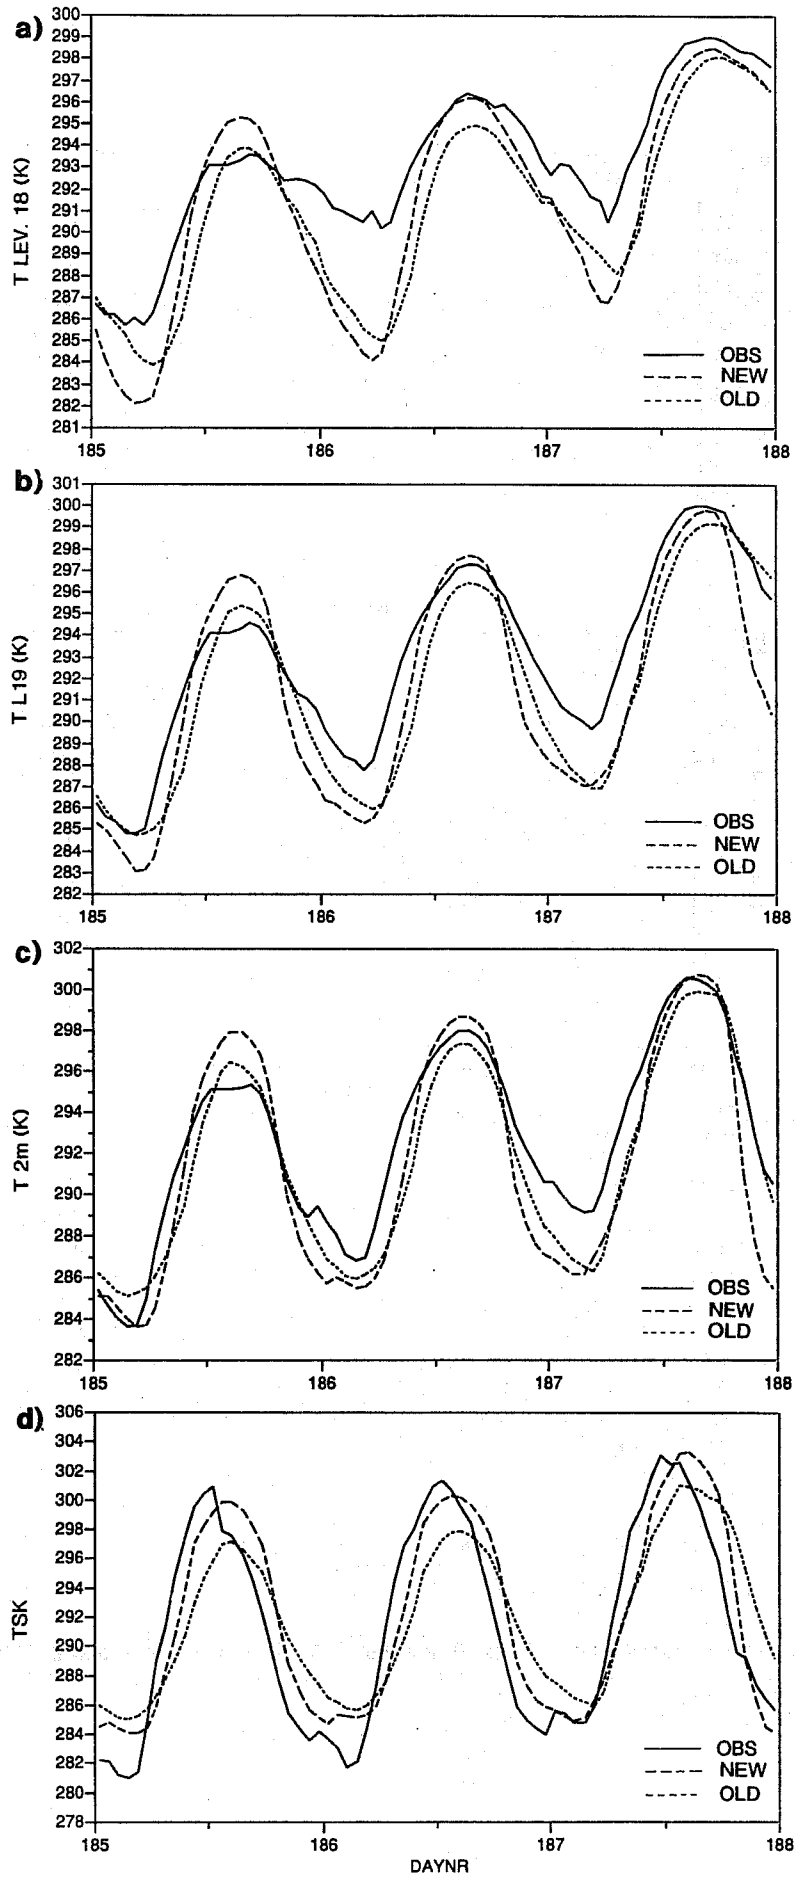 a)
T LEV. 18 (K)
300
299
298
297
296
295
294
293
292
291
290
289
288
287
286
285
284
283
282
281
OBS
NEW
OLD
185 186 187 188
b)
T L19 (K)
301
300
299
298
297
296
295
294
293
292
291
290
289
288
287
286
285
284
283
282
OBS
NEW
OLD
185 186 187 188
c)
T 2m (K)
302
300
298
296
294
292
290
288
286
284
282
OBS
NEW
OLD
185 186 187 188
d)
TSK
306
304
302
300
298
296
294
292
290
288
286
284
282
280
278
OBS
NEW
OLD
185 186 187 188
DAYNR